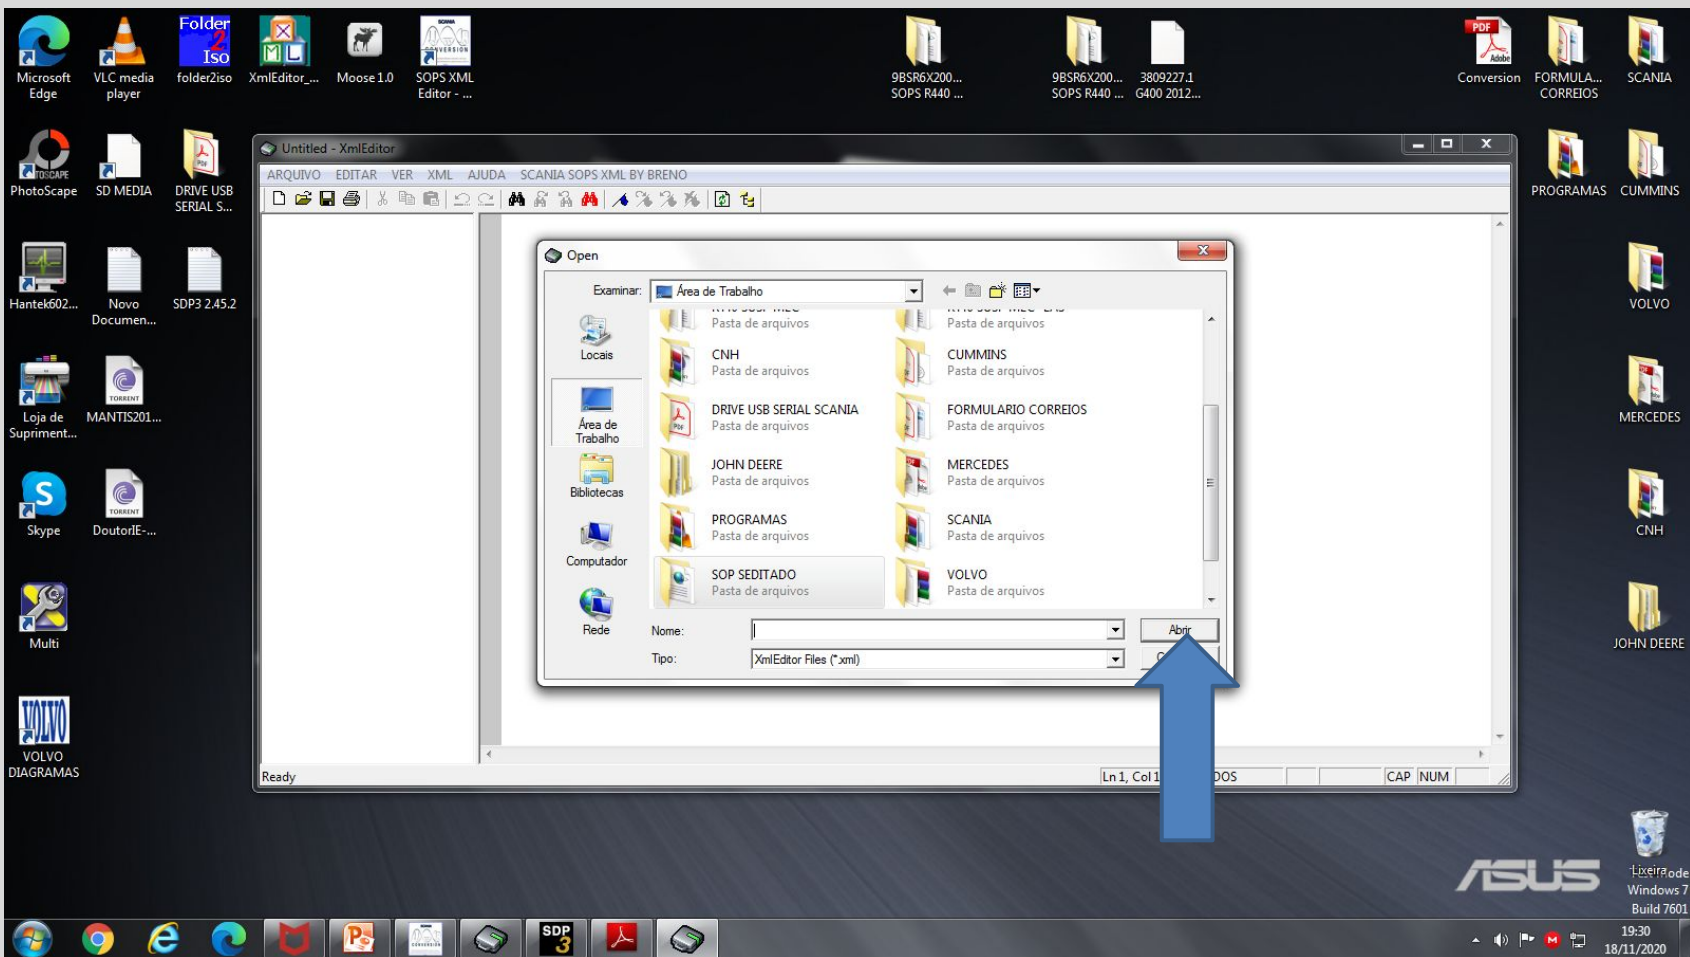 Folder
2
Iso
XML
SCANIA
CONVERSION
PDF
Adobe
Microsoft
Edge
VLC media
player
folder2iso
XmlEditor_...
Moose 1.0
SOPS XML
Editor - ...
9BSR6X200...
SOPS R440 ...
9BSR6X200...
SOPS R440 ...
3809227.1
G400 2012...
Conversion
FORMULA...
CORREIOS
SCANIA
PhotoScape
SD MEDIA
DRIVE USB
SERIAL S...
PROGRAMAS
CUMMINS
Untitled - XmlEditor
ARQUIVO EDITAR VER XML AJUDA SCANIA SOPS XML BY BRENO
Open
Examinar:
Área de Trabalho
Pasta de arquivos
Pasta de arquivos
Locais
CNH
Pasta de arquivos
CUMMINS
Pasta de arquivos
Área de
Trabalho
DRIVE USB SERIAL SCANIA
Pasta de arquivos
FORMULARIO CORREIOS
Pasta de arquivos
Bibliotecas
JOHN DEERE
Pasta de arquivos
MERCEDES
Pasta de arquivos
Computador
PROGRAMAS
Pasta de arquivos
SCANIA
Pasta de arquivos
SOP SEDITADO
Pasta de arquivos
VOLVO
Pasta de arquivos
Rede
Nome:
Abrir
Tipo:
XmlEditor Files (*.xml)
Ready
Ln 1, Col 1
DOS
CAP NUM
Hantek602...
Novo
Documen...
SDP3 2.45.2
VOLVO
TORRENT
Loja de
Supriment...
MANTIS201...
MERCEDES
TORRENT
Skype
DoutorIE-...
CNH
Multi
JOHN DEERE
VOLVO
VOLVO
DIAGRAMAS
ASUS
Lixeira
Windows 7
Build 7601
SDP
3
19:30
18/11/2020